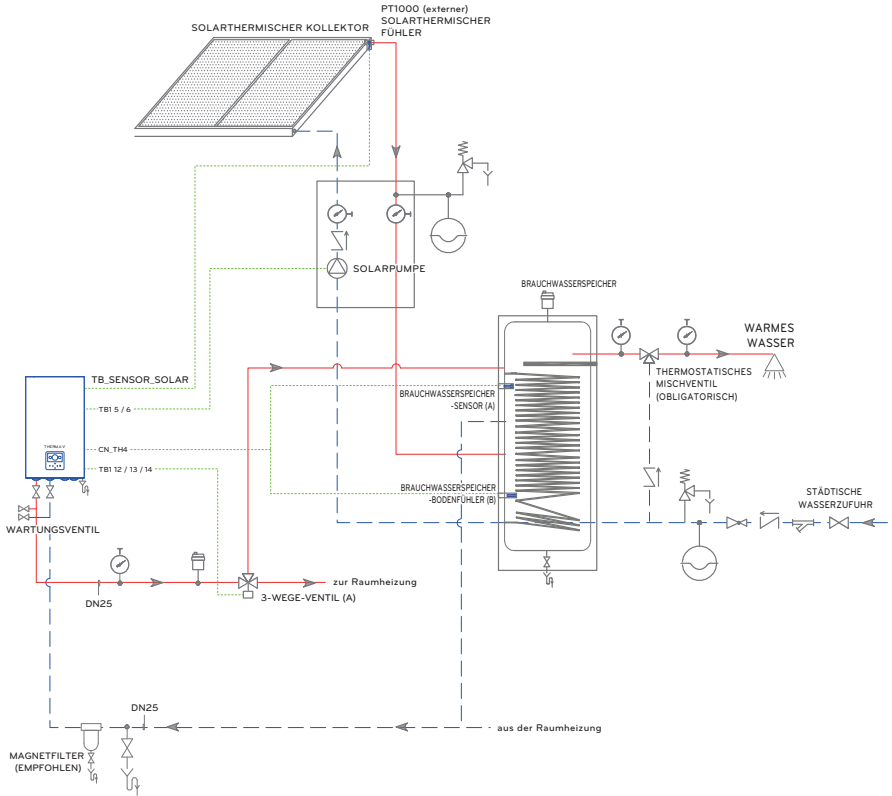 PT1000 (externer)
SOLARTHERMISCHER
FÜHLER
SOLARTHERMISCHER KOLLEKTOR
SOLARPUMPE
BRAUCHWASSERSPEICHER
WARMES
WASSER
THERMOSTATISCHES
MISCHVENTIL
(OBLIGATORISCH)
TB_SENSOR_SOLAR
BRAUCHWASSERSPEICHER
-SENSOR (A)
TB1 5 / 6
THERMA V
CN_TH4
TB1 12 / 13 / 14
BRAUCHWASSERSPEICHER
-BODENFÜHLER (B)
STÄDTISCHE
WASSERZUFUHR
WARTUNGSVENTIL
T
T
T
zur Raumheizung
DN25
3-WEGE-VENTIL (A)
DN25
aus der Raumheizung
MAGNETFILTER
(EMPFOHLEN)